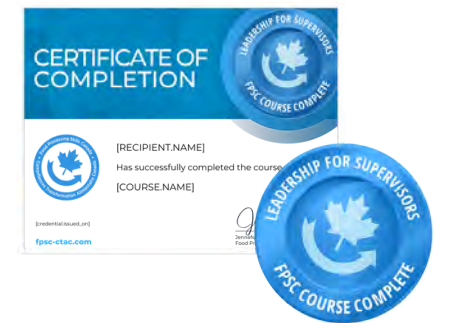 CERTIFICATE OF
COMPLETION
LEADERSHIP FOR SUPERVISORS
FPSC COURSE COMPLETE
[RECIPIENT.NAME]
Has successfully completed the course
[COURSE.NAME]
[credential.issued_on]
fpsc-ctac.com
Food
LEADERSHIP FOR SUPERVISORS
FPSC COURSE COMPLETE